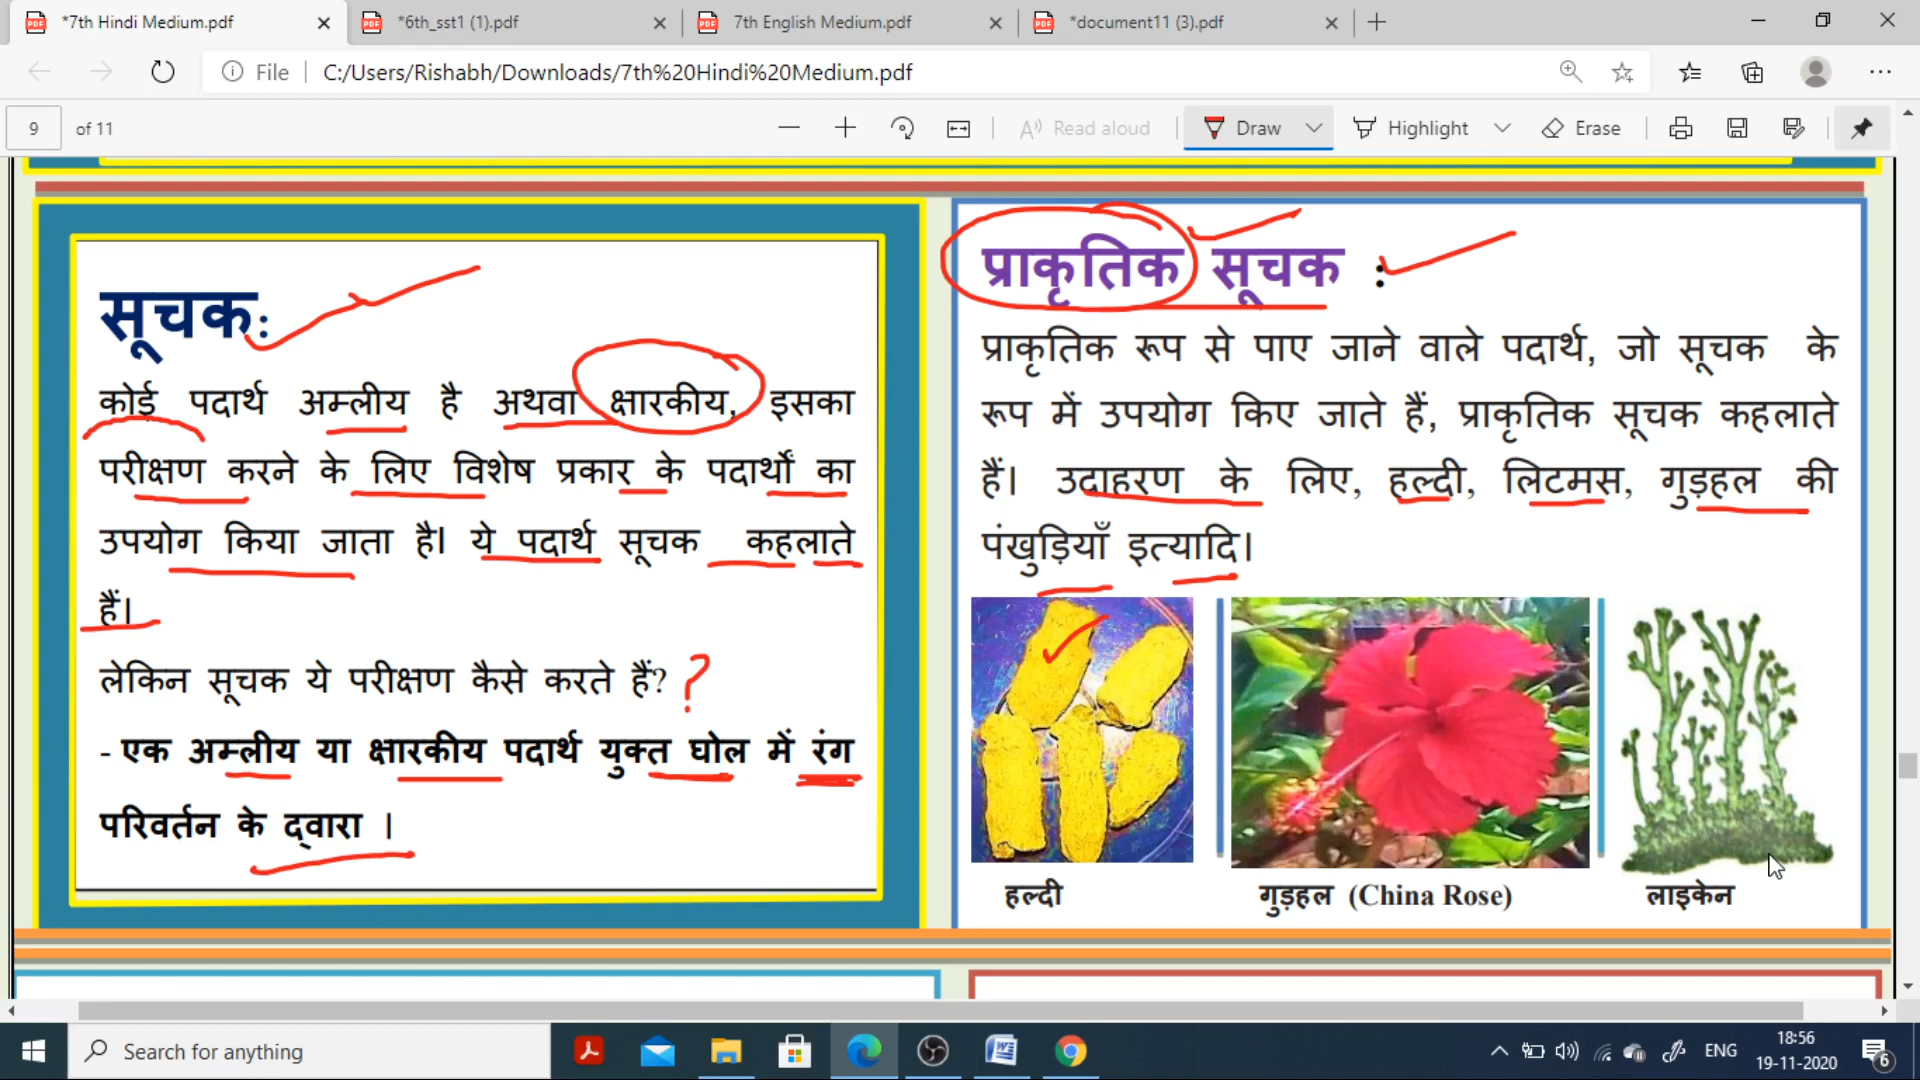 *7th Hindi Medium.pdf
*6th_sst1 (1).pdf
7th English Medium.pdf
*document11 (3).pdf
File
C:/Users/Rishabh/Downloads/7th%20Hindi%20Medium.pdf
9 of 11
Read aloud
Draw
Highlight
Erase
सूचक:
कोई पदार्थ अम्लीय है अथवा क्षारकीय, इसका
परीक्षण करने के लिए विशेष प्रकार के पदार्थों का
उपयोग किया जाता है। ये पदार्थ सूचक कहलाते
हैं।
लेकिन सूचक ये परीक्षण कैसे करते हैं? ?
- एक अम्लीय या क्षारकीय पदार्थ युक्त घोल में रंग
परिवर्तन के द्वारा ।
प्राकृतिक सूचक :
प्राकृतिक रूप से पाए जाने वाले पदार्थ, जो सूचक के
रूप में उपयोग किए जाते हैं, प्राकृतिक सूचक कहलाते
हैं। उदाहरण के लिए, हल्दी, लिटमस, गुड़हल की
पंखुड़ियाँ इत्यादि।
हल्दी
गुड़हल (China Rose)
लाइकेन
Search for anything
ENG
18:56
19-11-2020
6